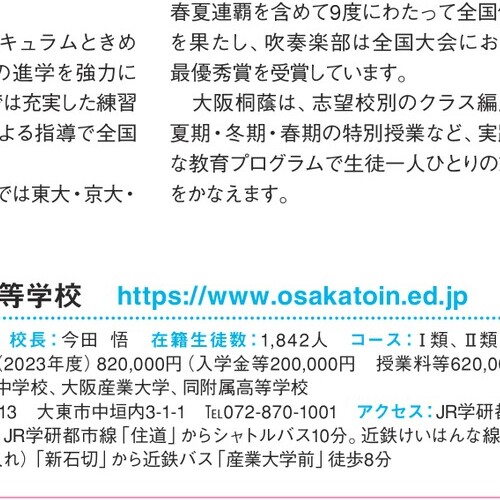 キュラムときめ
の進学を強力に
では充実した練習
よる指導で全国
では東大・京大・
春夏連覇を含めて9度にわたって全国
を果たし、吹奏楽部は全国大会にお
最優秀賞を受賞しています。
大阪桐蔭は、志望校別のクラス編
夏期・冬期・春期の特別授業など、実
な教育プログラムで生徒一人ひとりの
をかなえます。
等学校 https://www.osakatoin.ed.jp
校長：今田 悟 在籍生徒数：1,842人 コース：Ⅰ類、Ⅱ類
（2023年度）820,000円（入学金等200,000円 授業料等620,0
中学校、大阪産業大学、同附属高等学校
13 大東市中垣内3-1-1 ℡072-870-1001 アクセス：JR学研
JR学研都市線「住道」からシャトルバス10分。近鉄けいはんな線
れ）「新石切」から近鉄バス「産業大学前」徒歩8分